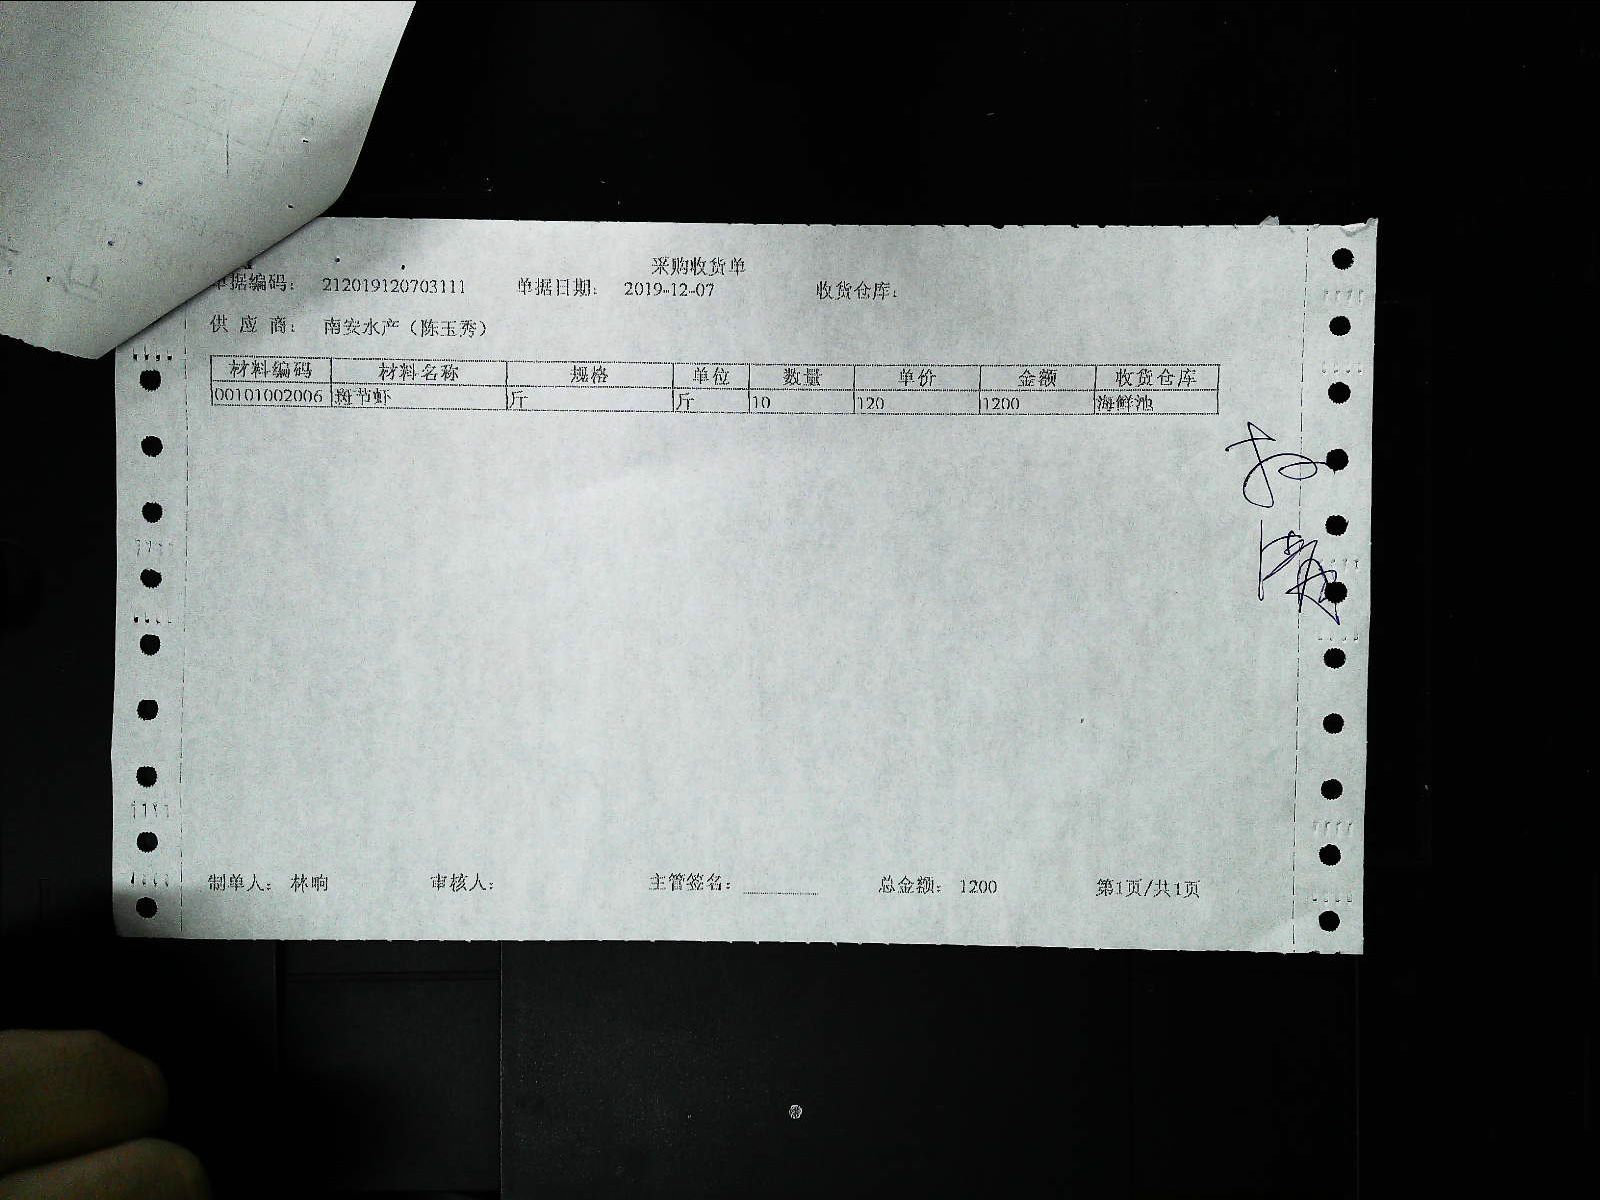 采购收货单
单据编码： 212019120703111 单据日期： 2019-12-07 收货仓库：
供 应 商： 南安水产（陈玉秀）
材料编码 材料名称 规格 单位 数量 单价 金额 收货仓库
00101002006 斑节虾 斤 斤 10 120 1200 海鲜池
制单人： 林响 审核人： 主管签名： 总金额： 1200 第1页/共1页